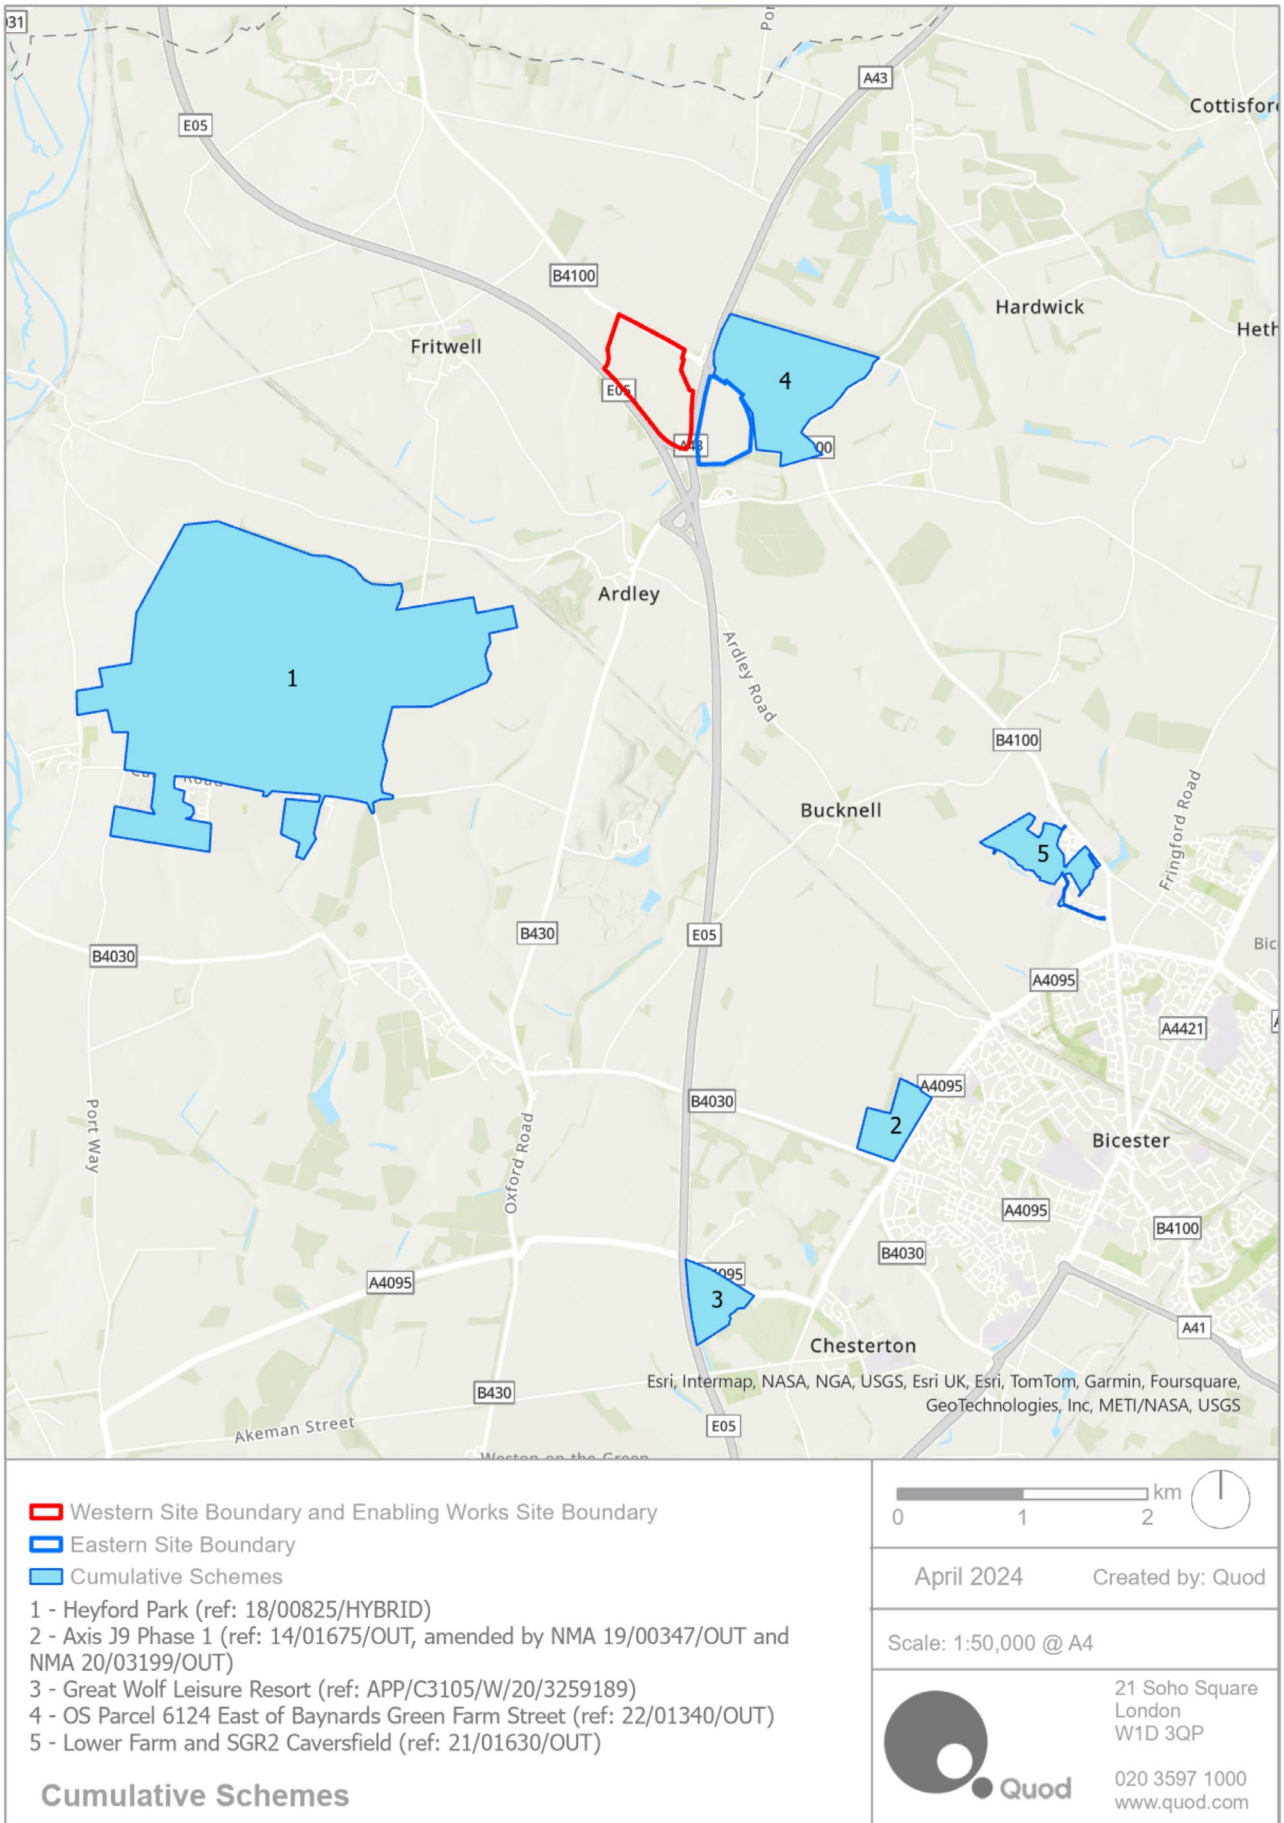 031
Por
A43
Cottisford
E05
B4100
Hardwick
Heth
Fritwell
E05
4
A43
00
Ardley
1
Ardley Road
B4100
Fringford Road
Bucknell
5
B430
E05
B4030
Bic
A4095
A4421
Port Way
Oxford Road
B4030
A4095
2
Bicester
A4095
B4100
B4030
A4095
4095
3
A41
Chesterton
Esri, Intermap, NASA, NGA, USGS, Esri UK, Esri, TomTom, Garmin, Foursquare,
GeoTechnologies, Inc, METI/NASA, USGS
B430
E05
Akeman Street
Weston on the Green
Western Site Boundary and Enabling Works Site Boundary
Eastern Site Boundary
Cumulative Schemes
1 - Heyford Park (ref: 18/00825/HYBRID)
2 - Axis J9 Phase 1 (ref: 14/01675/OUT, amended by NMA 19/00347/OUT and
NMA 20/03199/OUT)
3 - Great Wolf Leisure Resort (ref: APP/C3105/W/20/3259189)
4 - OS Parcel 6124 East of Baynards Green Farm Street (ref: 22/01340/OUT)
5 - Lower Farm and SGR2 Caversfield (ref: 21/01630/OUT)
Cumulative Schemes
km
0 1 2
April 2024 Created by: Quod
Scale: 1:50,000 @ A4
Quod
21 Soho Square
London
W1D 3QP
020 3597 1000
www.quod.com